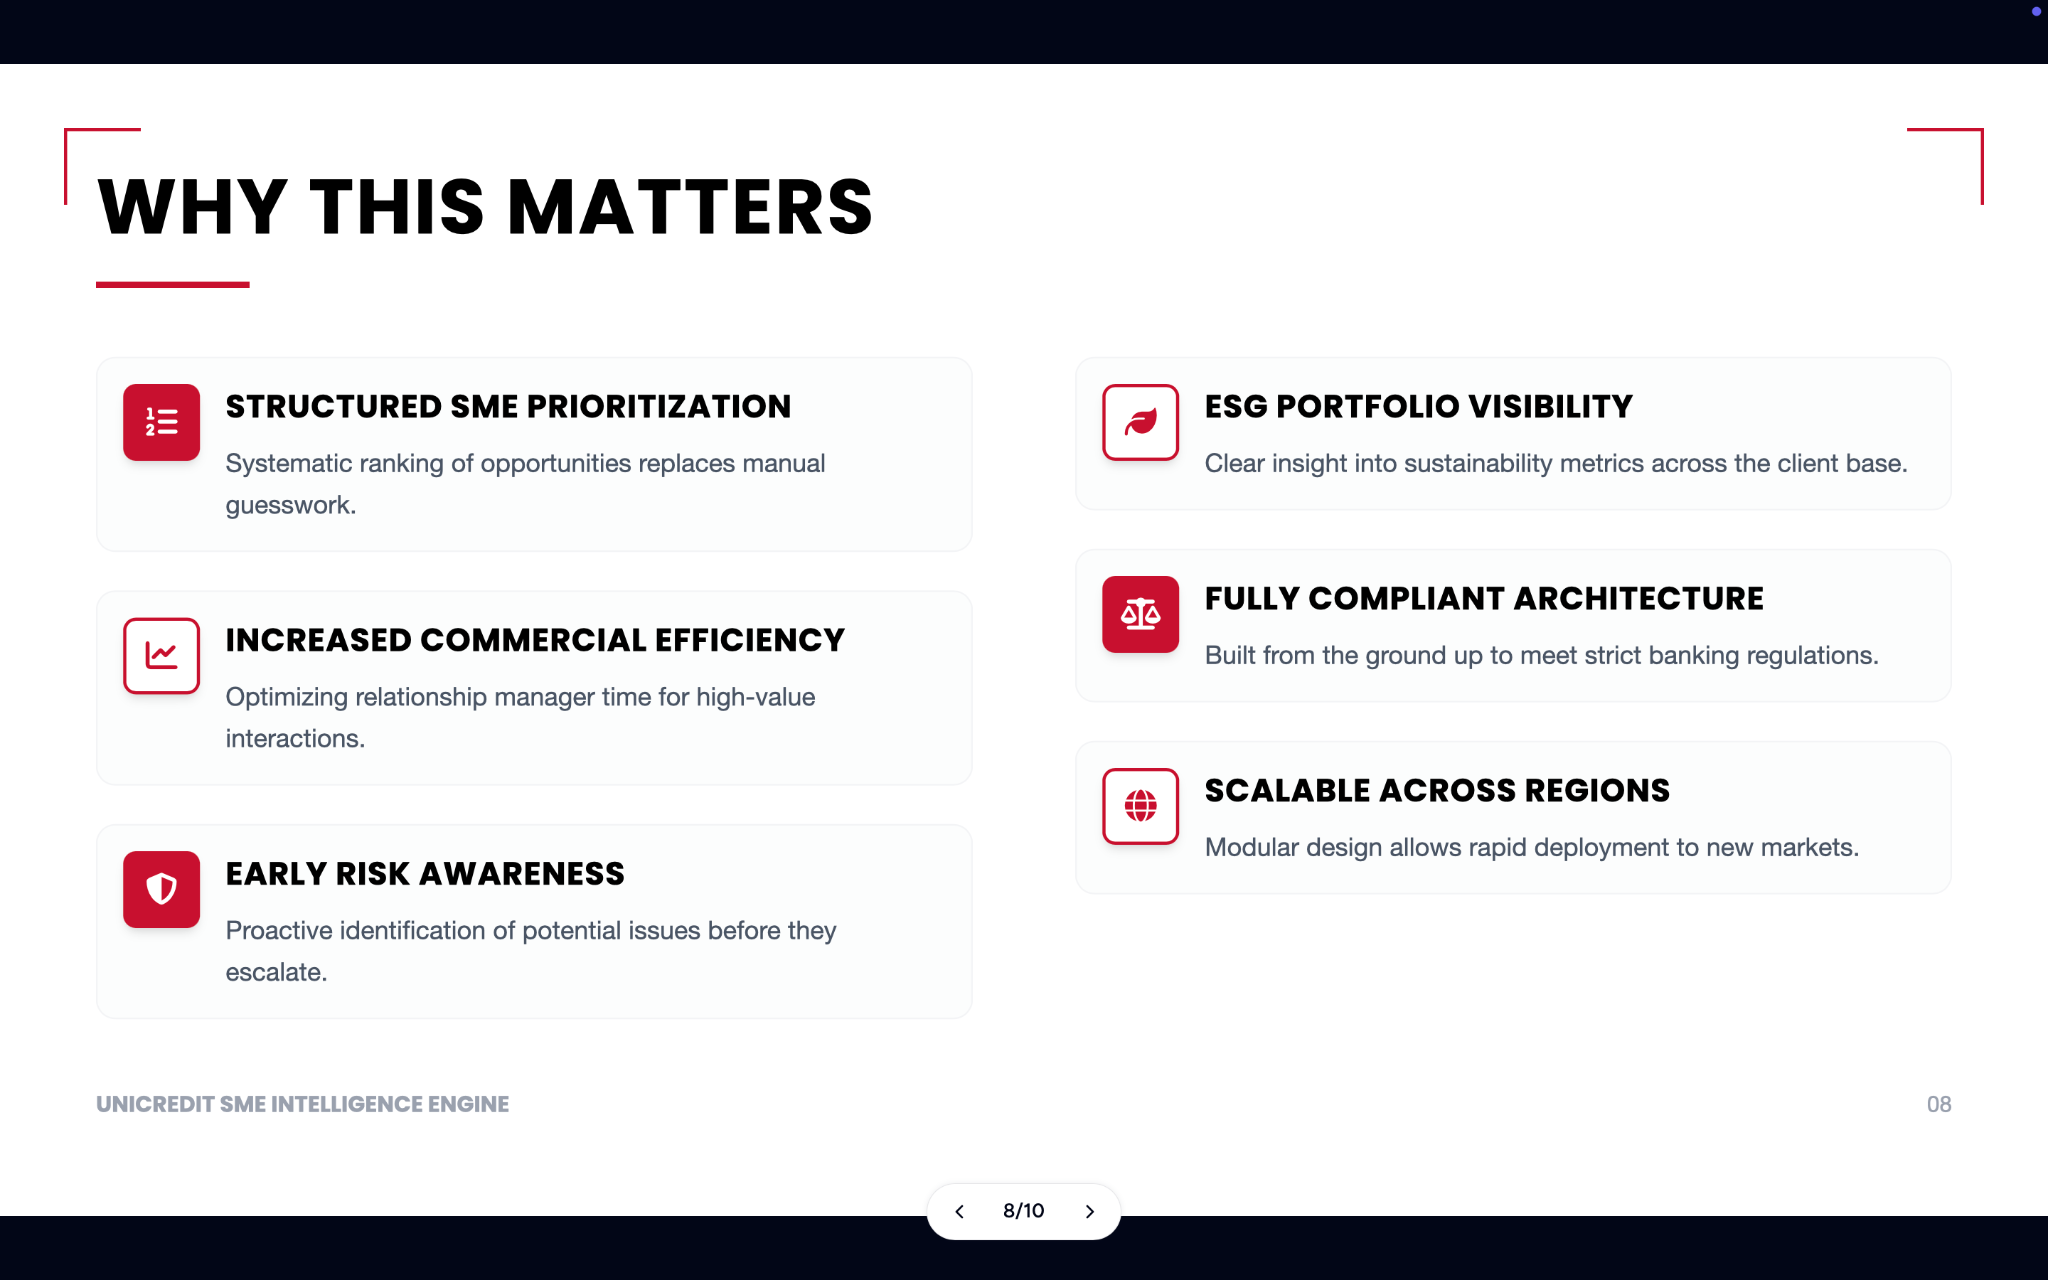 WHY THIS MATTERS
1
2
STRUCTURED SME PRIORITIZATION
Systematic ranking of opportunities replaces manual
guesswork.
INCREASED COMMERCIAL EFFICIENCY
Optimizing relationship manager time for high-value
interactions.
EARLY RISK AWARENESS
Proactive identification of potential issues before they
escalate.
ESG PORTFOLIO VISIBILITY
Clear insight into sustainability metrics across the client base.
FULLY COMPLIANT ARCHITECTURE
Built from the ground up to meet strict banking regulations.
SCALABLE ACROSS REGIONS
Modular design allows rapid deployment to new markets.
UNICREDIT SME INTELLIGENCE ENGINE
08
8/10